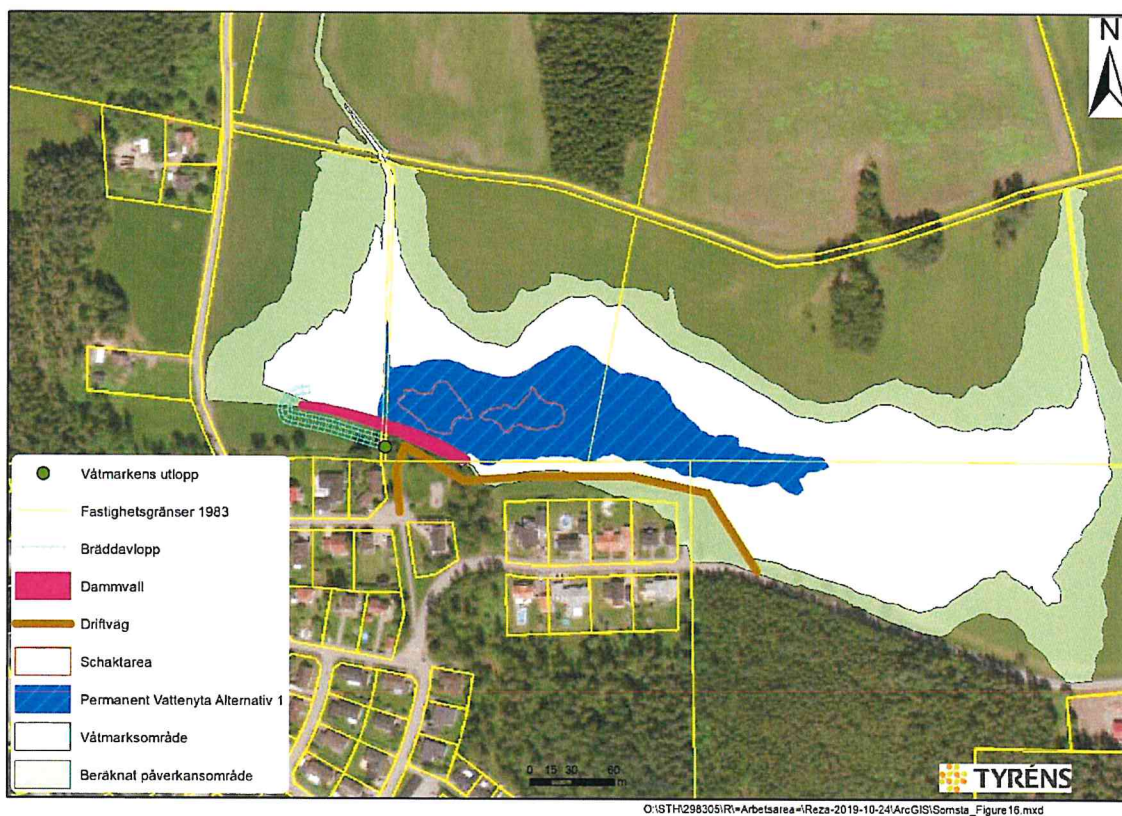 N
Våtmarkens utlopp
Fastighetsgränser 1983
Bräddavlopp
Dammvall
Driftväg
Schaktarea
Permanent Vattenyta Alternativ 1
Våtmarksområde
Beräknat påverkansområde
0 15 30 60
m
TYRÉNS
O:\STH\298305\R\=Arbetsarea=\Reza-2019-10-24\ArcGIS\Somsta_Figure16.mxd